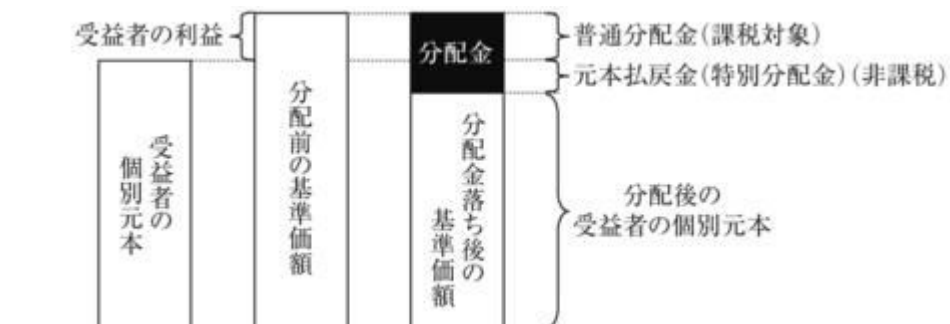 受益者の利益
分配金
普通分配金(課税対象)
元本払戻金(特別分配金)(非課税)
受益者の
個別元本
分配前の基準価額
分配金落ち後の
基準価額
分配後の
受益者の個別元本